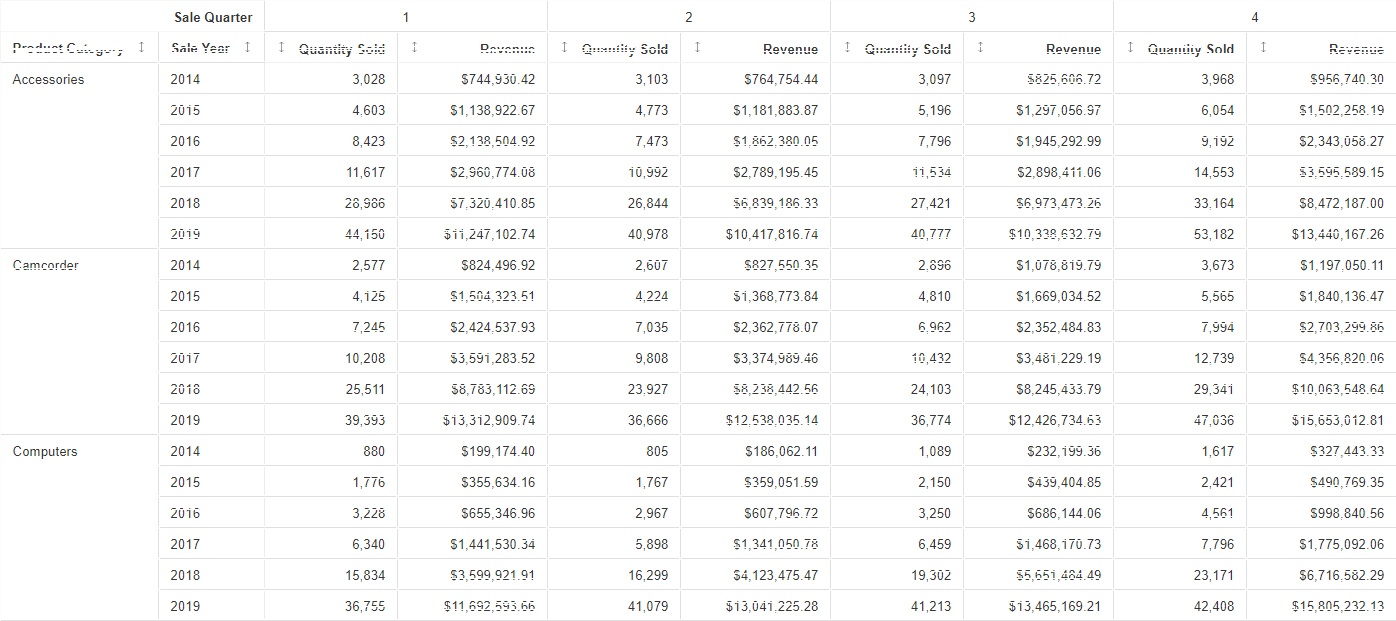 Sale Quarter 1 2 3 4
Product Category Sale Year Quantity Sold Revenue Quantity Sold Revenue Quantity Sold Revenue Quantity Sold Revenue
Accessories 2014 3,028 $744,930.42 3,103 $764,754.44 3,097 $825,606.72 3,968 $956,740.30
2015 4,603 $1,138,922.67 4,773 $1,181,883.87 5,196 $1,297,056.97 6,054 $1,502,258.19
2016 8,423 $2,138,504.92 7,473 $1,862,380.05 7,796 $1,945,292.99 9,192 $2,343,058.27
2017 11,617 $2,960,774.08 10,992 $2,789,195.45 11,534 $2,898,411.06 14,553 $3,595,589.15
2018 28,986 $7,320,410.85 26,844 $6,839,186.33 27,421 $6,973,473.26 33,164 $8,472,187.00
2019 44,150 $11,247,102.74 40,978 $10,417,816.74 40,777 $10,338,632.79 53,182 $13,440,167.26
Camcorder 2014 2,577 $824,496.92 2,607 $827,550.35 2,896 $1,078,819.79 3,673 $1,197,050.11
2015 4,125 $1,504,323.51 4,224 $1,368,773.84 4,810 $1,669,034.52 5,565 $1,840,136.47
2016 7,245 $2,424,537.93 7,035 $2,362,778.07 6,962 $2,352,484.83 7,994 $2,703,299.86
2017 10,208 $3,591,283.52 9,808 $3,374,989.46 10,432 $3,481,229.19 12,739 $4,356,820.06
2018 25,511 $8,783,112.69 23,927 $8,238,442.56 24,103 $8,245,433.79 29,341 $10,063,548.64
2019 39,393 $13,312,909.74 36,666 $12,538,035.14 36,774 $12,426,734.63 47,036 $15,653,012.81
Computers 2014 880 $199,174.40 805 $186,062.11 1,089 $232,199.36 1,617 $327,443.33
2015 1,776 $355,634.16 1,767 $359,051.59 2,150 $439,404.85 2,421 $490,769.35
2016 3,228 $655,346.96 2,967 $607,796.72 3,250 $686,144.06 4,561 $998,840.56
2017 6,340 $1,441,530.34 5,898 $1,341,050.78 6,459 $1,468,170.73 7,796 $1,775,092.06
2018 15,834 $3,599,921.91 16,299 $4,123,475.47 19,302 $5,651,484.49 23,171 $6,716,582.29
2019 36,755 $11,692,593.66 41,079 $13,041,225.28 41,213 $13,465,169.21 42,408 $15,805,232.13